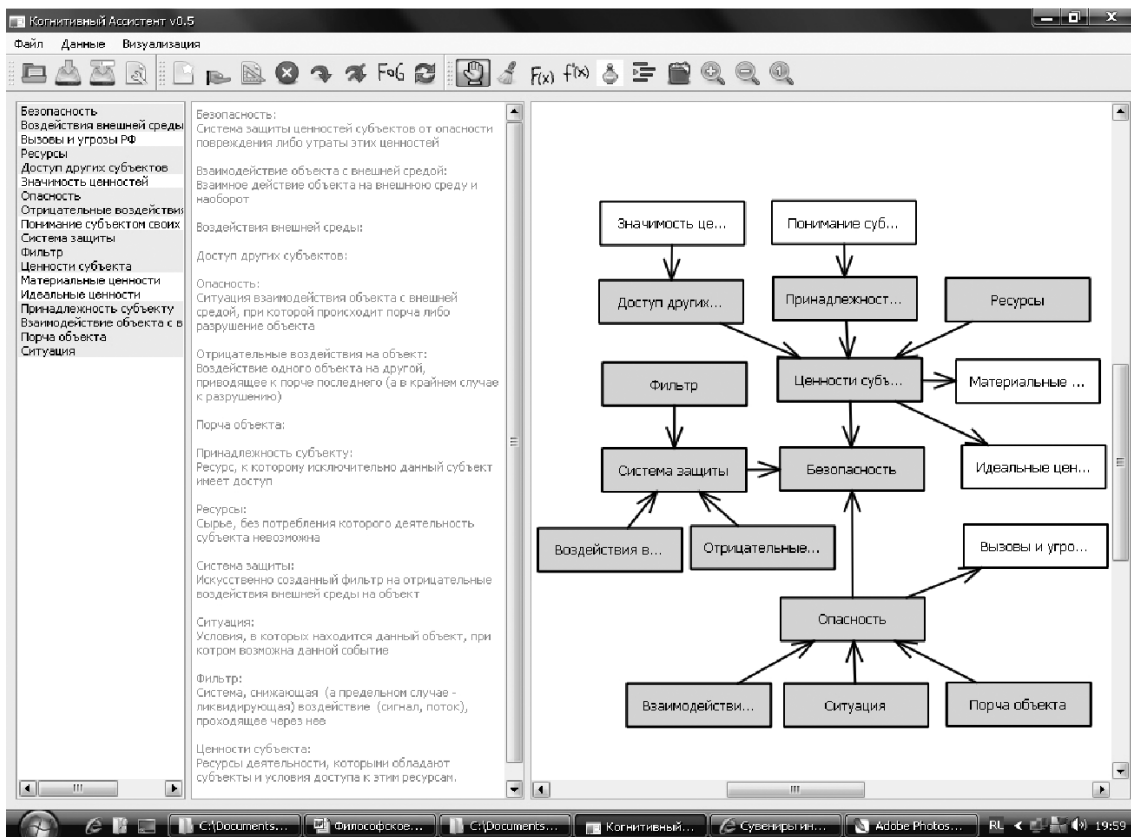 Когнитивный Ассистент v0.5
Файл Данные Визуализация
FoG F(x) f'(x)
Безопасность
Воздействия внешней среды
Вызовы и угрозы РФ
Ресурсы
Доступ других субъектов
Значимость ценностей
Опасность
Отрицательные воздействия
Понимание субъектом своих
Система защиты
Фильтр
Ценности субъекта
Материальные ценности
Идеальные ценности
Принадлежность субъекту
Взаимодействие объекта с в
Порча объекта
Ситуация
Безопасность:
Система защиты ценностей субъектов от опасности
повреждения либо утраты этих ценностей
Взаимодействие объекта с внешней средой:
Взаимное действие объекта на внешнюю среду и
наоборот
Воздействия внешней среды:
Доступ других субъектов:
Опасность:
Ситуация взаимодействия объекта с внешней
средой, при которой происходит порча либо
разрушение объекта
Отрицательные воздействия на объект:
Воздействие одного объекта на другой,
приводящее к порче последнего (а в крайнем случае
к разрушению)
Порча объекта:
Принадлежность субъекту:
Ресурс, к которому исключительно данный субъект
имеет доступ
Ресурсы:
Сырье, без потребления которого деятельность
субъекта невозможна
Система защиты:
Искусственно созданный фильтр на отрицательные
воздействия внешней среды на объект
Ситуация:
Условия, в которых находится данный объект, при
котром возможна данной событие
Фильтр:
Система, снижающая (а предельном случае -
ликвидирующая) воздействие (сигнал, поток),
проходящее через нее
Ценности субъекта:
Ресурсы деятельности, которыми обладают
субъекты и условия доступа к этим ресурсам.
Значимость це...
Понимание суб...
Доступ других...
Принадлежност...
Ресурсы
Фильтр
Ценности субъ...
Материальные ...
Система защиты
Безопасность
Идеальные цен...
Воздействия в...
Отрицательные...
Вызовы и угро...
Опасность
Взаимодействи...
Ситуация
Порча объекта
C:\Documents... Философское... C:\Documents... Когнитивный... Сувениры ин... Adobe Photos... RL 19:59